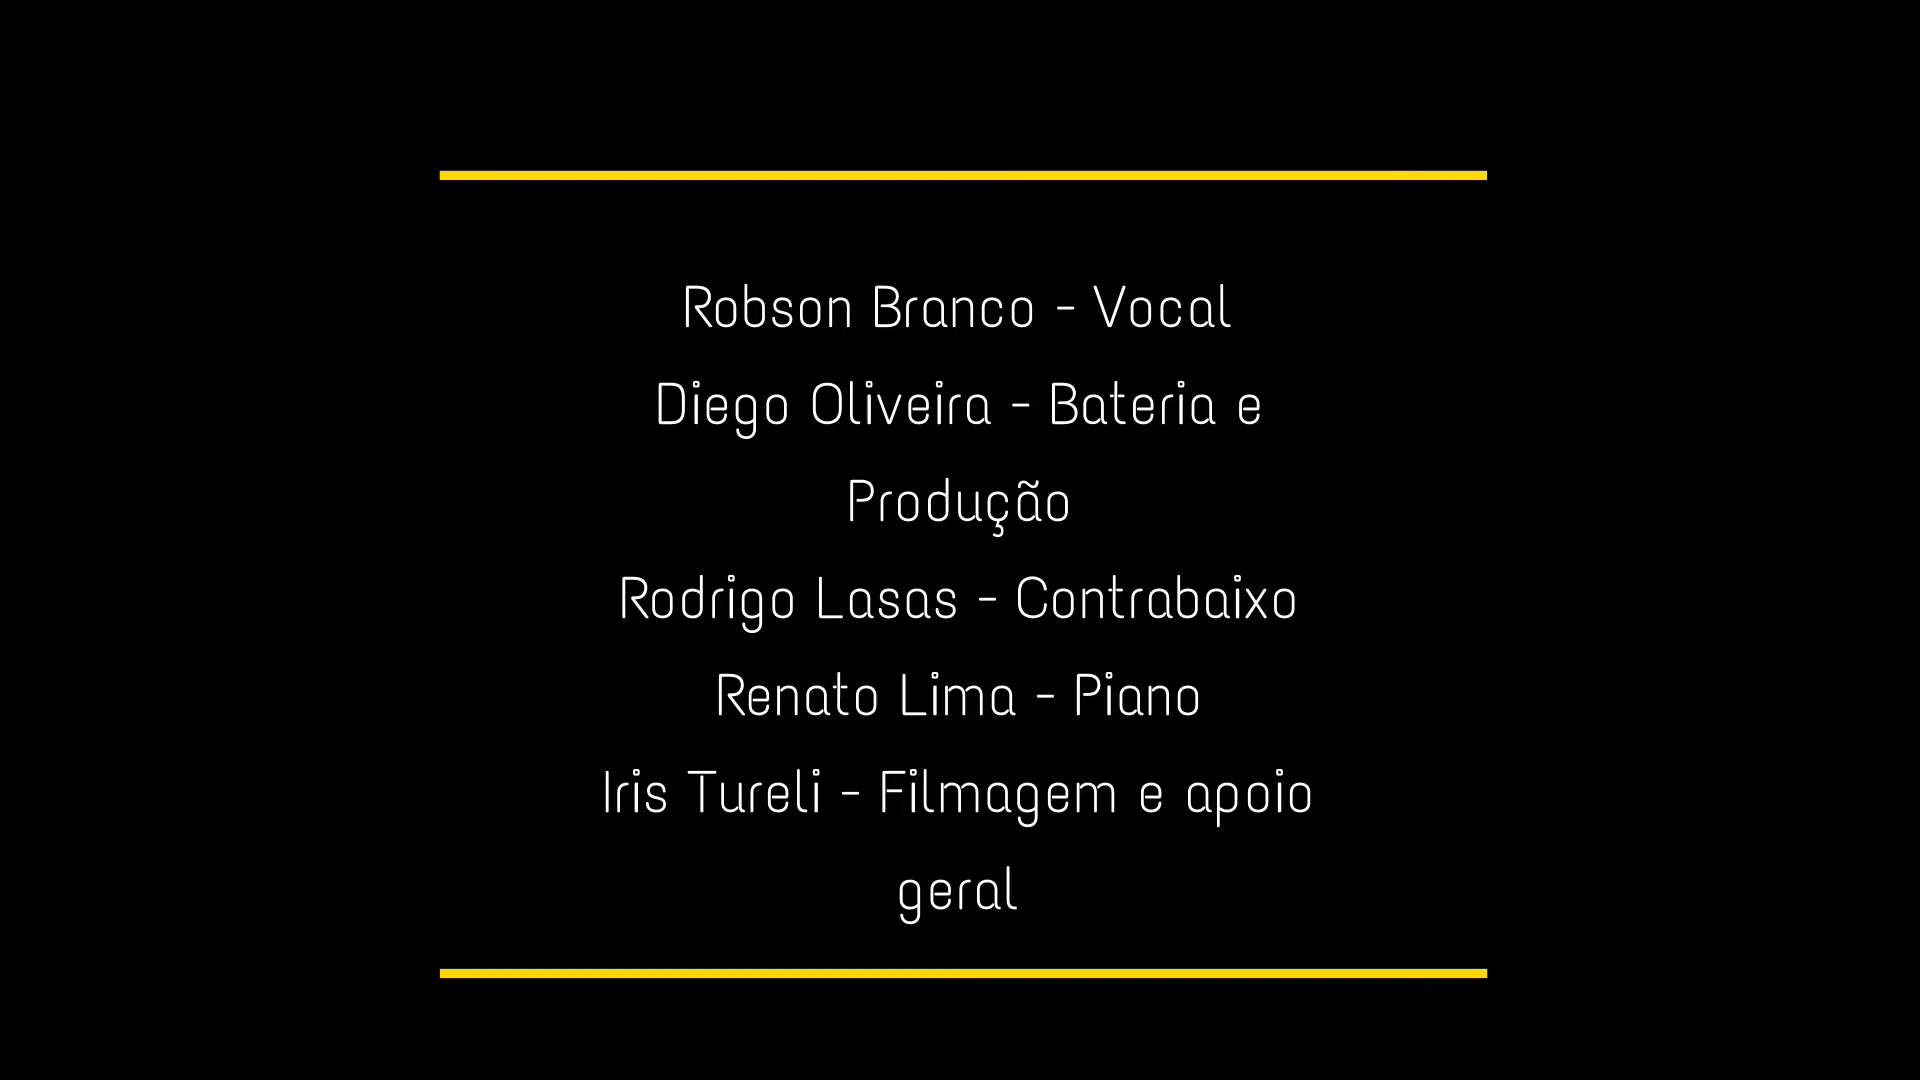 Robson Branco - Vocal
Diego Oliveira - Bateria e
Produção
Rodrigo Lasas - Contrabaixo
Renato Lima - Piano
Iris Tureli - Filmagem e apoio
geral